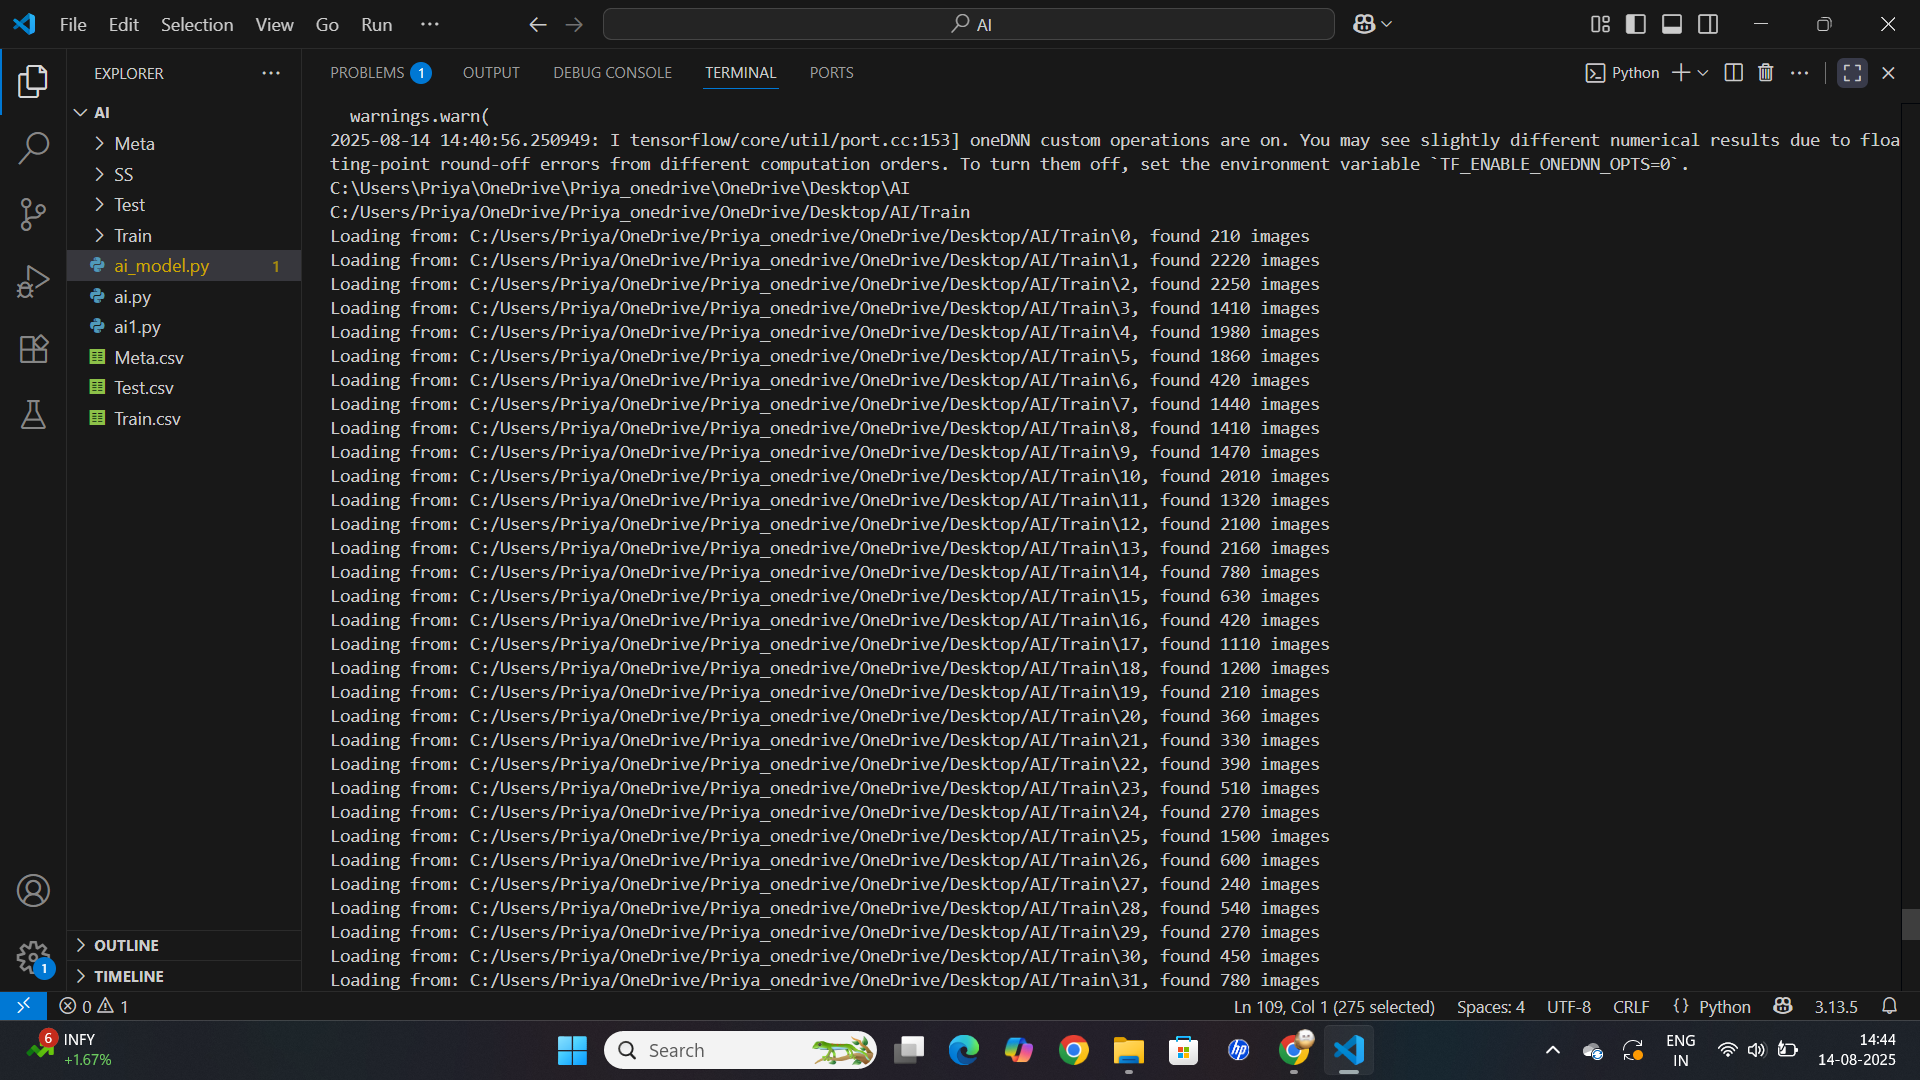 File Edit Selection View Go Run ···
AI
EXPLORER ···
AI
Meta
SS
Test
Train
ai_model.py 1
ai.py
ai1.py
Meta.csv
Test.csv
Train.csv
OUTLINE
TIMELINE
PROBLEMS 1 OUTPUT DEBUG CONSOLE TERMINAL PORTS
Python
warnings.warn(
2025-08-14 14:40:56.250949: I tensorflow/core/util/port.cc:153] oneDNN custom operations are on. You may see slightly different numerical results due to floa
ting-point round-off errors from different computation orders. To turn them off, set the environment variable `TF_ENABLE_ONEDNN_OPTS=0`.
C:\Users\Priya\OneDrive\Priya_onedrive\OneDrive\Desktop\AI
C:/Users/Priya/OneDrive/Priya_onedrive/OneDrive/Desktop/AI/Train
Loading from: C:/Users/Priya/OneDrive/Priya_onedrive/OneDrive/Desktop/AI/Train\0, found 210 images
Loading from: C:/Users/Priya/OneDrive/Priya_onedrive/OneDrive/Desktop/AI/Train\1, found 2220 images
Loading from: C:/Users/Priya/OneDrive/Priya_onedrive/OneDrive/Desktop/AI/Train\2, found 2250 images
Loading from: C:/Users/Priya/OneDrive/Priya_onedrive/OneDrive/Desktop/AI/Train\3, found 1410 images
Loading from: C:/Users/Priya/OneDrive/Priya_onedrive/OneDrive/Desktop/AI/Train\4, found 1980 images
Loading from: C:/Users/Priya/OneDrive/Priya_onedrive/OneDrive/Desktop/AI/Train\5, found 1860 images
Loading from: C:/Users/Priya/OneDrive/Priya_onedrive/OneDrive/Desktop/AI/Train\6, found 420 images
Loading from: C:/Users/Priya/OneDrive/Priya_onedrive/OneDrive/Desktop/AI/Train\7, found 1440 images
Loading from: C:/Users/Priya/OneDrive/Priya_onedrive/OneDrive/Desktop/AI/Train\8, found 1410 images
Loading from: C:/Users/Priya/OneDrive/Priya_onedrive/OneDrive/Desktop/AI/Train\9, found 1470 images
Loading from: C:/Users/Priya/OneDrive/Priya_onedrive/OneDrive/Desktop/AI/Train\10, found 2010 images
Loading from: C:/Users/Priya/OneDrive/Priya_onedrive/OneDrive/Desktop/AI/Train\11, found 1320 images
Loading from: C:/Users/Priya/OneDrive/Priya_onedrive/OneDrive/Desktop/AI/Train\12, found 2100 images
Loading from: C:/Users/Priya/OneDrive/Priya_onedrive/OneDrive/Desktop/AI/Train\13, found 2160 images
Loading from: C:/Users/Priya/OneDrive/Priya_onedrive/OneDrive/Desktop/AI/Train\14, found 780 images
Loading from: C:/Users/Priya/OneDrive/Priya_onedrive/OneDrive/Desktop/AI/Train\15, found 630 images
Loading from: C:/Users/Priya/OneDrive/Priya_onedrive/OneDrive/Desktop/AI/Train\16, found 420 images
Loading from: C:/Users/Priya/OneDrive/Priya_onedrive/OneDrive/Desktop/AI/Train\17, found 1110 images
Loading from: C:/Users/Priya/OneDrive/Priya_onedrive/OneDrive/Desktop/AI/Train\18, found 1200 images
Loading from: C:/Users/Priya/OneDrive/Priya_onedrive/OneDrive/Desktop/AI/Train\19, found 210 images
Loading from: C:/Users/Priya/OneDrive/Priya_onedrive/OneDrive/Desktop/AI/Train\20, found 360 images
Loading from: C:/Users/Priya/OneDrive/Priya_onedrive/OneDrive/Desktop/AI/Train\21, found 330 images
Loading from: C:/Users/Priya/OneDrive/Priya_onedrive/OneDrive/Desktop/AI/Train\22, found 390 images
Loading from: C:/Users/Priya/OneDrive/Priya_onedrive/OneDrive/Desktop/AI/Train\23, found 510 images
Loading from: C:/Users/Priya/OneDrive/Priya_onedrive/OneDrive/Desktop/AI/Train\24, found 270 images
Loading from: C:/Users/Priya/OneDrive/Priya_onedrive/OneDrive/Desktop/AI/Train\25, found 1500 images
Loading from: C:/Users/Priya/OneDrive/Priya_onedrive/OneDrive/Desktop/AI/Train\26, found 600 images
Loading from: C:/Users/Priya/OneDrive/Priya_onedrive/OneDrive/Desktop/AI/Train\27, found 240 images
Loading from: C:/Users/Priya/OneDrive/Priya_onedrive/OneDrive/Desktop/AI/Train\28, found 540 images
Loading from: C:/Users/Priya/OneDrive/Priya_onedrive/OneDrive/Desktop/AI/Train\29, found 270 images
Loading from: C:/Users/Priya/OneDrive/Priya_onedrive/OneDrive/Desktop/AI/Train\30, found 450 images
Loading from: C:/Users/Priya/OneDrive/Priya_onedrive/OneDrive/Desktop/AI/Train\31, found 780 images
1
0 1 Ln 109, Col 1 (275 selected) Spaces: 4 UTF-8 CRLF {} Python 3.13.5
6 INFY
+1.67%
Search
hp
ENG
IN
14:44
14-08-2025